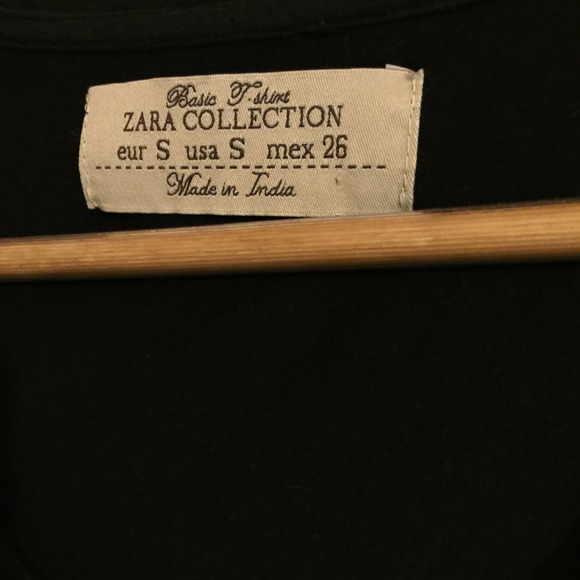 Basic T-shirt
ZARA COLLECTION
eur S usa S mex 26
Made in India